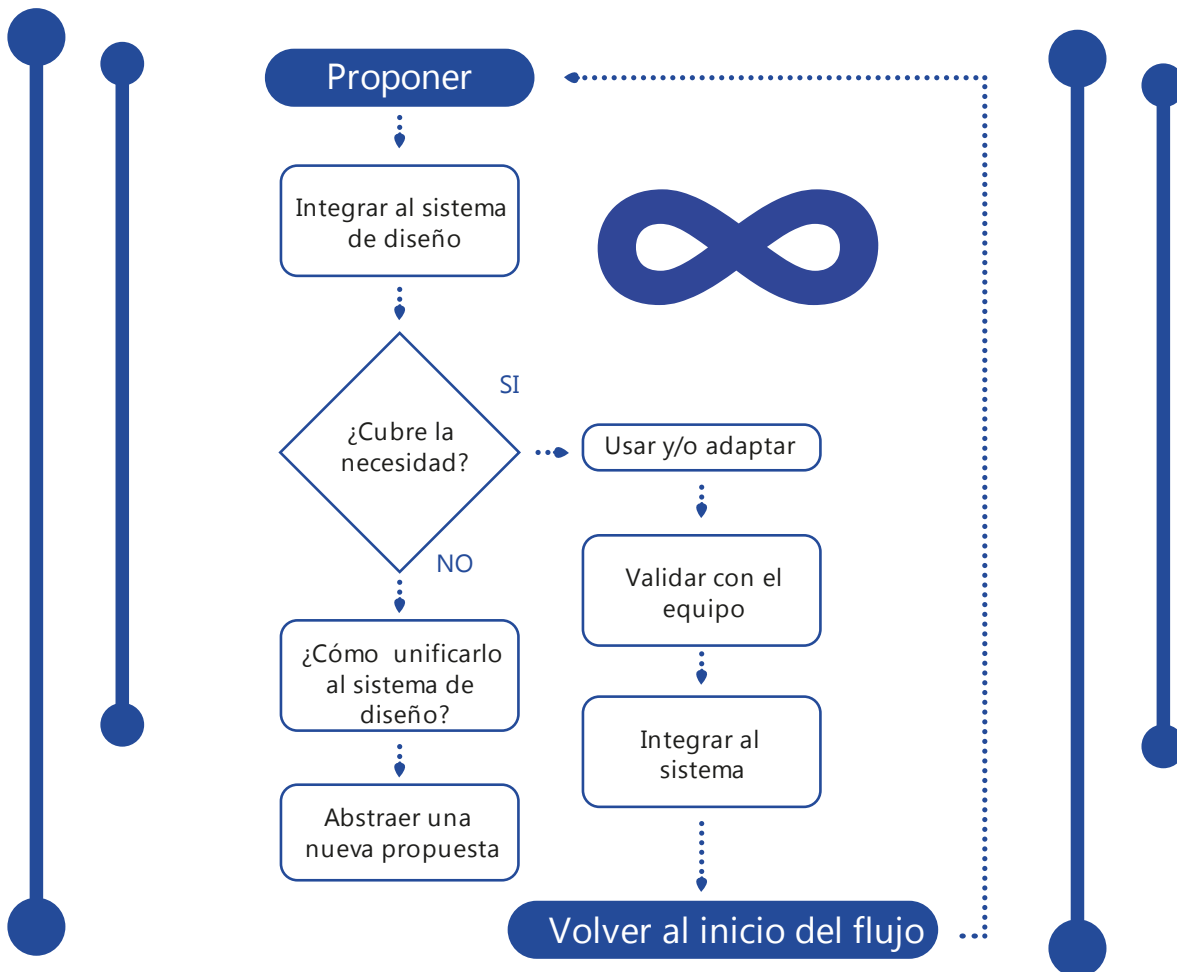 Proponer
Integrar al sistema
de diseño
SI
¿Cubre la
necesidad?
Usar y/o adaptar
NO
Validar con el
equipo
¿Cómo unificarlo
al sistema de
diseño?
Integrar al
sistema
Abstraer una
nueva propuesta
Volver al inicio del flujo